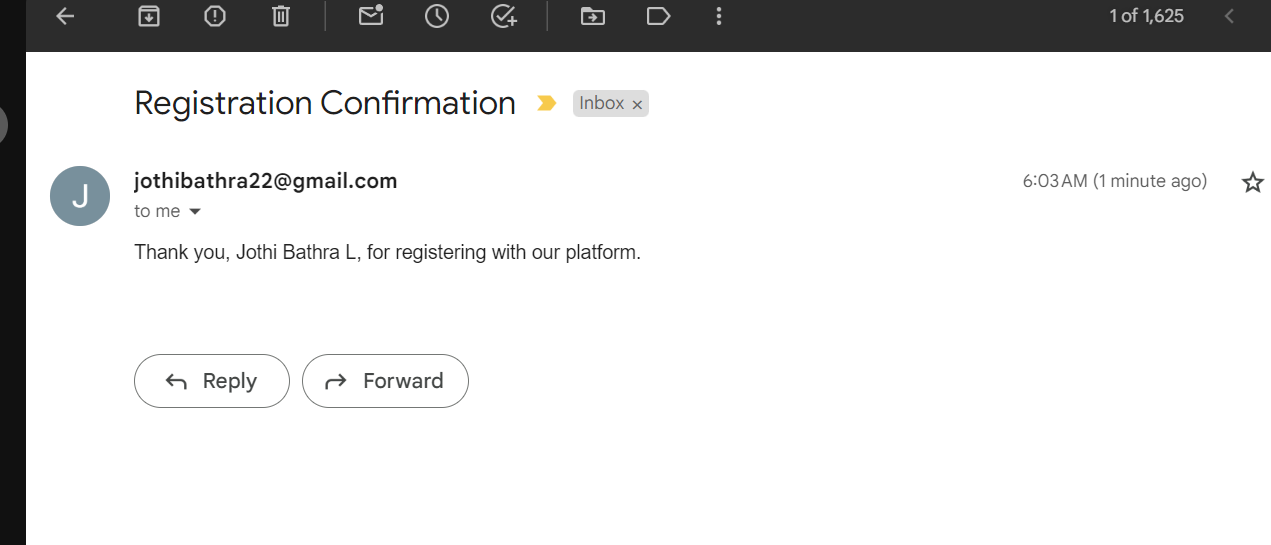 1 of 1,625
Registration Confirmation Inbox ×
J
jothibathra22@gmail.com 6:03 AM (1 minute ago)
to me
Thank you, Jothi Bathra L, for registering with our platform.
Reply Forward